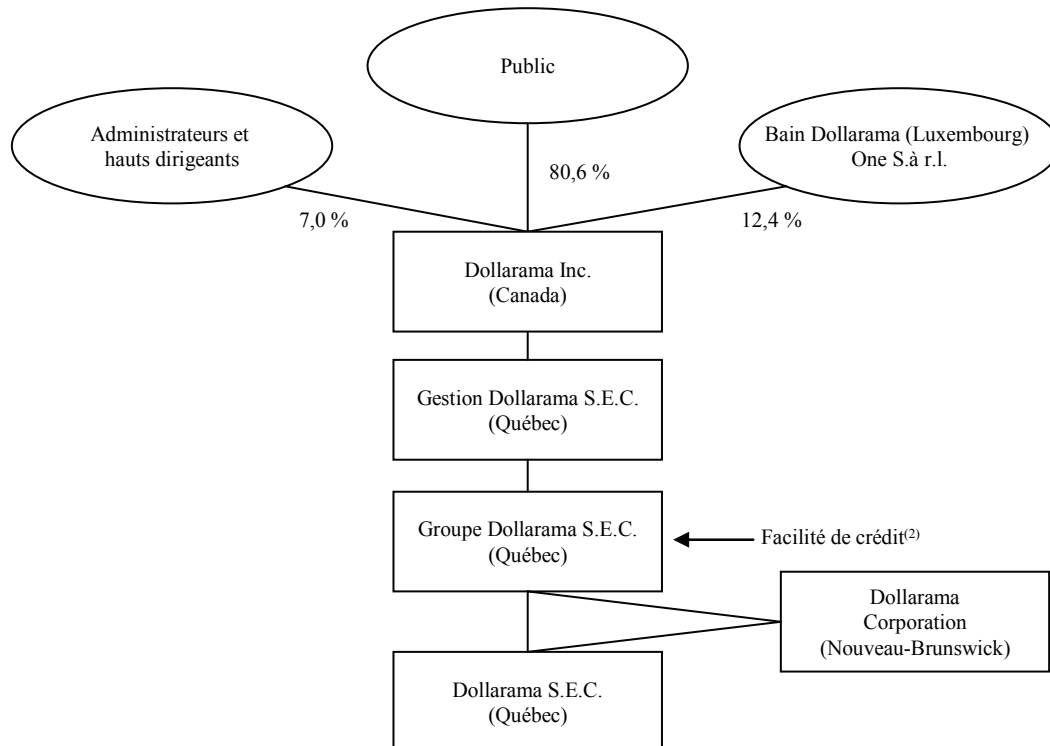 Public
Administrateurs et
hauts dirigeants
Bain Dollarama (Luxembourg)
One S.à r.l.
80,6 %
7,0 %
12,4 %
Dollarama Inc.
(Canada)
Gestion Dollarama S.E.C.
(Québec)
Groupe Dollarama S.E.C.
(Québec)
Facilité de crédit(2)
Dollarama
Corporation
(Nouveau-Brunswick)
Dollarama S.E.C.
(Québec)